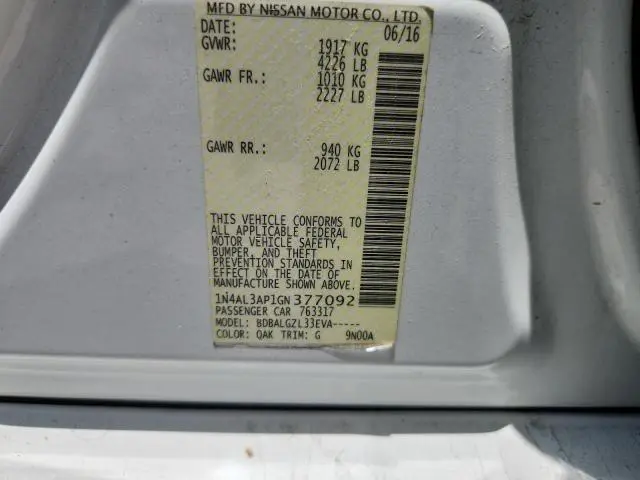 MFD BY NISSAN MOTOR CO., LTD.
DATE: 06/16
GVWR: 1917 KG
4226 LB
GAWR FR.: 1010 KG
2227 LB
GAWR RR.: 940 KG
2072 LB
THIS VEHICLE CONFORMS TO
ALL APPLICABLE FEDERAL
MOTOR VEHICLE SAFETY,
BUMPER, AND THEFT
PREVENTION STANDARDS IN
EFFECT ON THE DATE OF
MANUFACTURE SHOWN ABOVE.
1N4AL3AP1GN377092
PASSENGER CAR 763317
MODEL: BDBALGZL33EVA-----
COLOR: QAK TRIM: G 9N00A